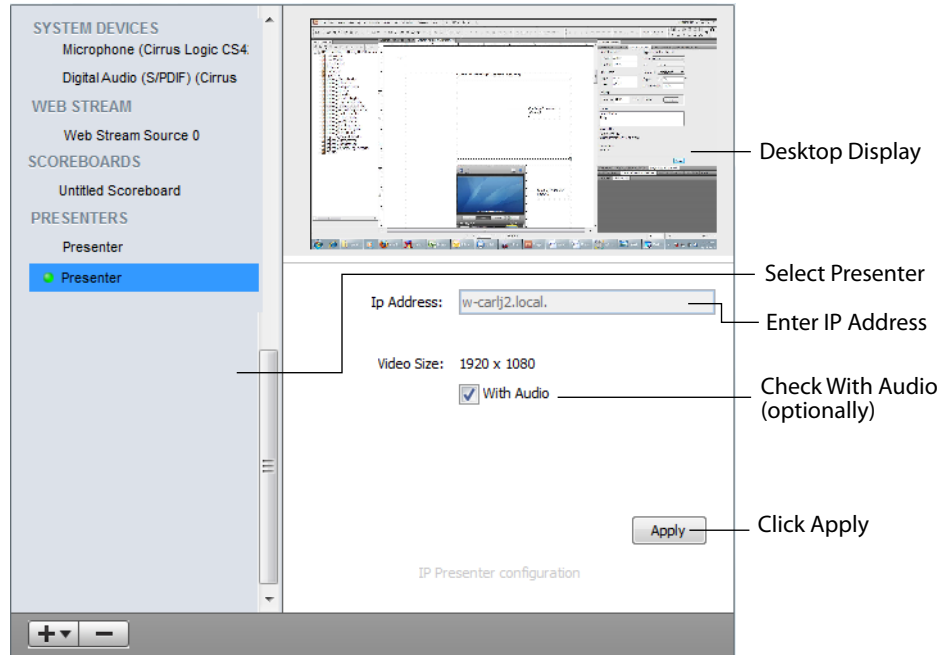 SYSTEM DEVICES
Microphone (Cirrus Logic CS4
Digital Audio (S/PDIF) (Cirrus
WEB STREAM
Web Stream Source 0
SCOREBOARDS
Untitled Scoreboard
PRESENTERS
Presenter
Presenter
Desktop Display
Select Presenter
Ip Address: w-carlj2.local.
Enter IP Address
Video Size: 1920 x 1080
With Audio
Check With Audio
(optionally)
Apply
Click Apply
IP Presenter configuration